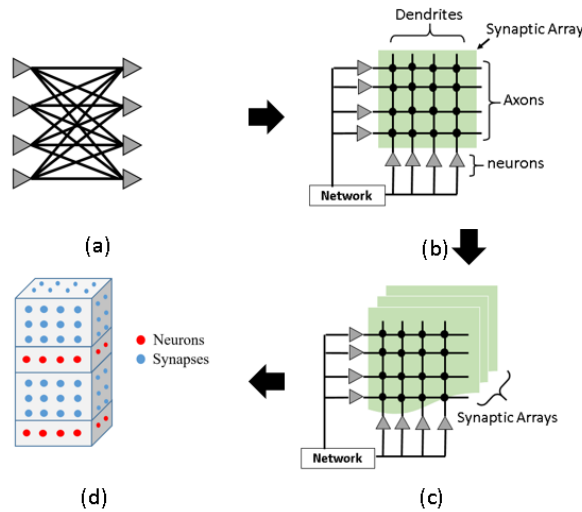 Dendrites
Synaptic Array
Axons
neurons
Network
(a)
(b)
Neurons
Synapses
Synaptic Arrays
Network
(d)
(c)